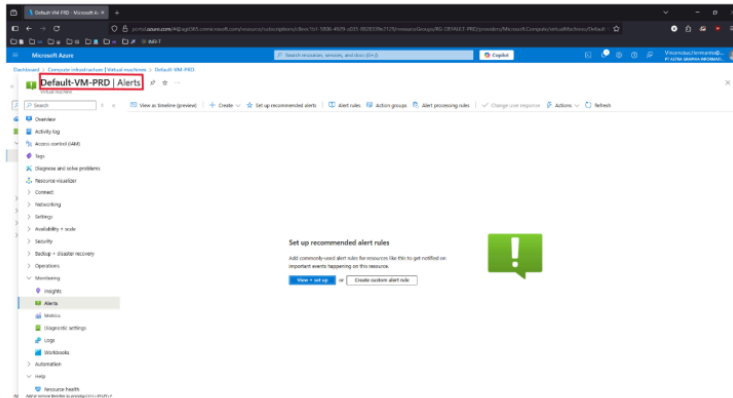 Default-VM-PRD - Microsoft A
Microsoft Azure
Search resources, services, and docs (G+/)
Copilot
Dashboard > Compute infrastructure | Virtual machines > Default-VM-PRD
Default-VM-PRD | Alerts
Virtual machine
Search
View as timeline (preview)
Create
Set up recommended alerts
Alert rules
Action groups
Alert processing rules
Change user response
Actions
Refresh
Overview
Activity log
Access control (IAM)
Tags
Diagnose and solve problems
Resource visualizer
Connect
Networking
Settings
Availability + scale
Security
Backup + disaster recovery
Operations
Monitoring
Insights
Alerts
Metrics
Diagnostic settings
Logs
Workbooks
Automation
Help
Resource health
Set up recommended alert rules
Add commonly-used alert rules for resources like this to get notified on
important events happening on this resource.
View + set up
or
Create custom alert rule